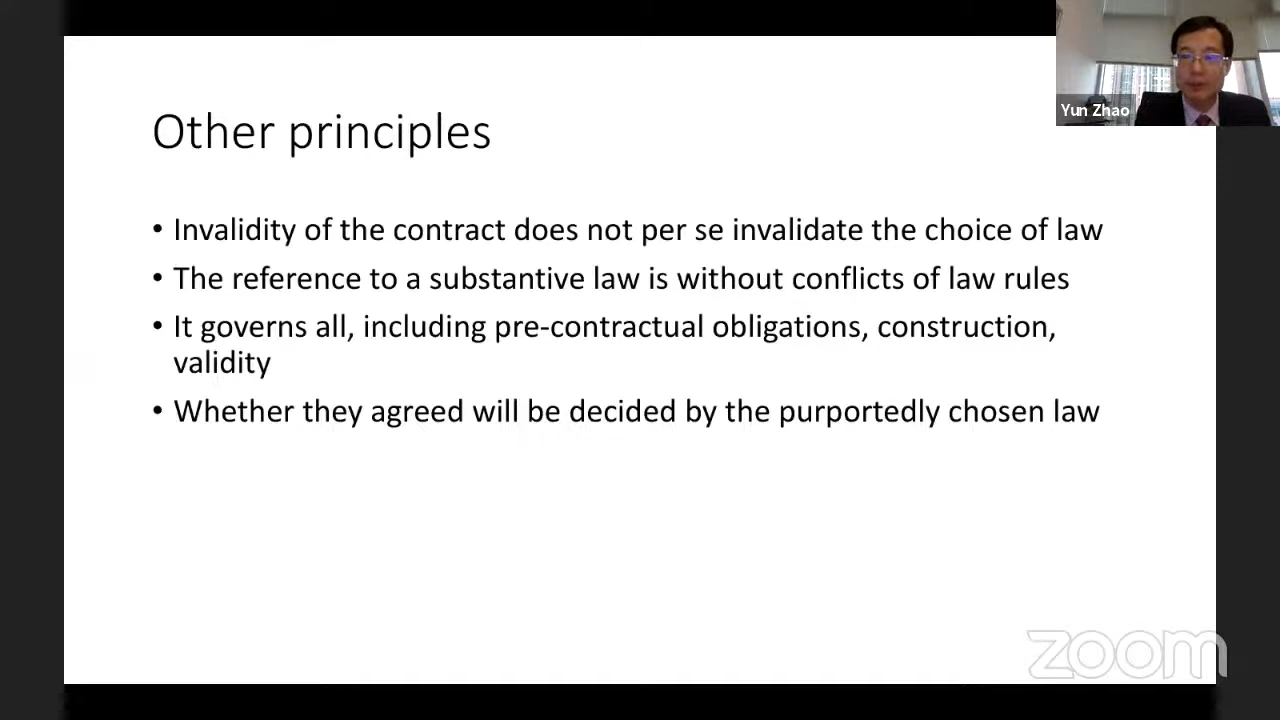 Yun Zhao
Other principles
• Invalidity of the contract does not per se invalidate the choice of law
• The reference to a substantive law is without conflicts of law rules
• It governs all, including pre-contractual obligations, construction,
validity
• Whether they agreed will be decided by the purportedly chosen law
zoom